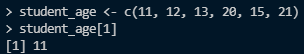 > student_age <- c(11, 12, 13, 20, 15, 21)
> student_age[1]
[1] 11